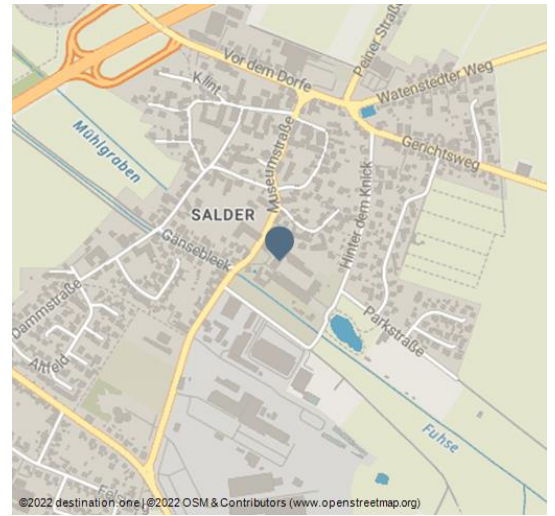 Vor dem Dorfe
Peiner Straße
Klint
Watenstedter Weg
Mühlgraben
Museumstraße
Gerichtsweg
SALDER
Hinter dem Knick
Gänsebleek
Dammstraße
Parkstraße
Altfeld
Fuhse
©2022 destination one | ©2022 OSM & Contributors (www.openstreetmap.org)